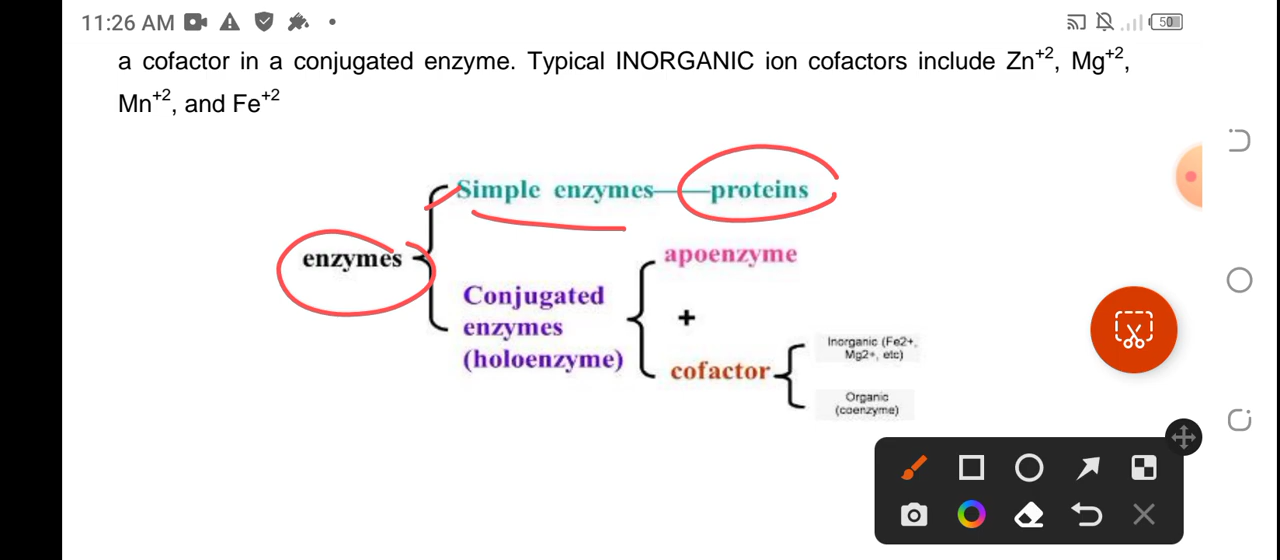 11:26 AM
50
a cofactor in a conjugated enzyme. Typical INORGANIC ion cofactors include Zn⁺², Mg⁺²,
Mn⁺², and Fe⁺²
Simple enzymes—proteins
enzymes
apoenzyme
Conjugated
enzymes
(holoenzyme)
+
cofactor
Inorganic (Fe2+,
Mg2+, etc)
Organic
(coenzyme)